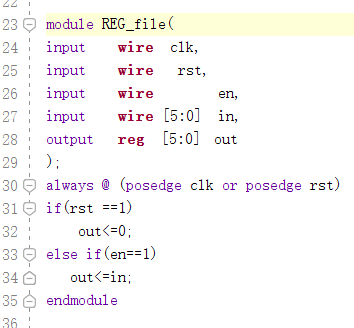 22
23 module REG_file(
24 input wire clk,
25 input wire rst,
26 input wire en,
27 input wire [5:0] in,
28 output reg [5:0] out
29 );
30 always @ (posedge clk or posedge rst)
31 if(rst ==1)
32 out<=0;
33 else if(en==1)
34 out<=in;
35 endmodule
36